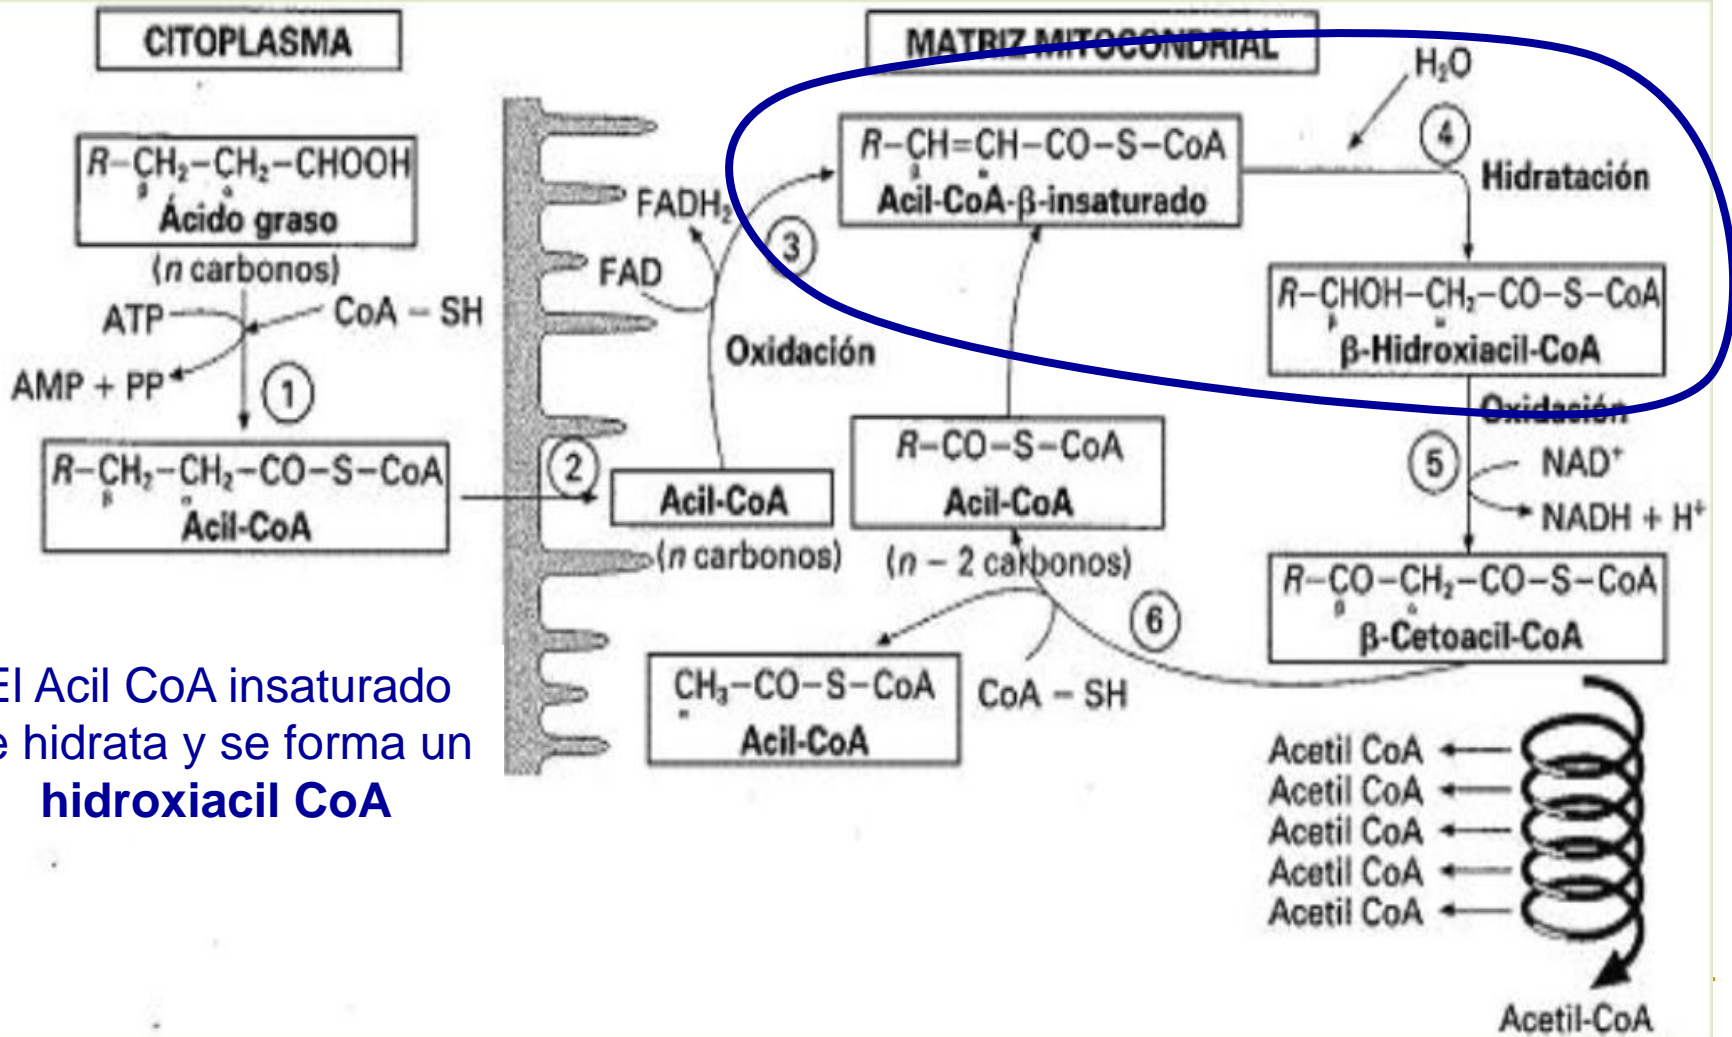 CITOPLASMA
MATRIZ MITOCONDRIAL
R–CH₂–CH₂–CHOOH
β α
Ácido graso
(n carbonos)
ATP
CoA – SH
AMP + PP
1
R–CH₂–CH₂–CO–S–CoA
β α
Acil-CoA
2
Acil-CoA
(n carbonos)
FADH₂
FAD
3
Oxidación
R–CH=CH–CO–S–CoA
β α
Acil-CoA-β-insaturado
H₂O
4
Hidratación
R–CHOH–CH₂–CO–S–CoA
β α
β-Hidroxiacil-CoA
Oxidación
5
NAD⁺
NADH + H⁺
R–CO–CH₂–CO–S–CoA
β α
β-Cetoacil-CoA
6
CoA – SH
R–CO–S–CoA
Acil-CoA
(n – 2 carbonos)
CH₃–CO–S–CoA
α
Acil-CoA
El Acil CoA insaturado
e hidrata y se forma un
hidroxiacil CoA
Acetil CoA
Acetil CoA
Acetil CoA
Acetil CoA
Acetil CoA
Acetil-CoA